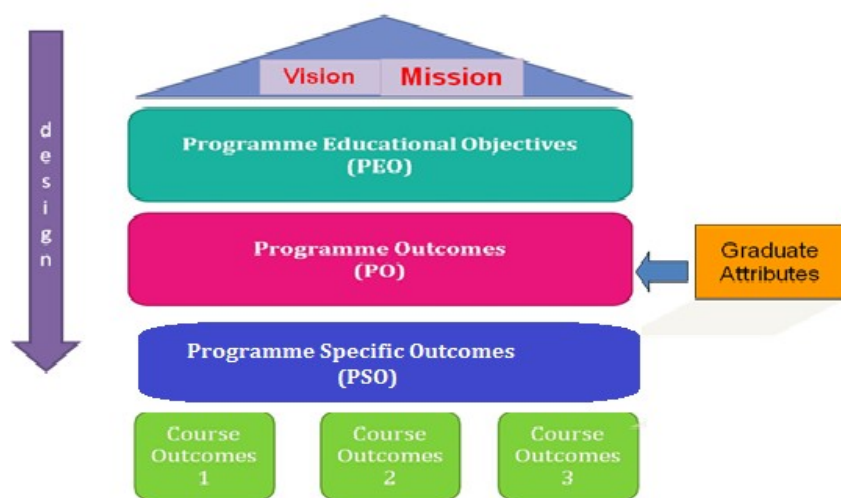 Vision Mission
design
Programme Educational Objectives
(PEO)
Programme Outcomes
(PO)
Graduate
Attributes
Programme Specific Outcomes
(PSO)
Course
Outcomes
1
Course
Outcomes
2
Course
Outcomes
3